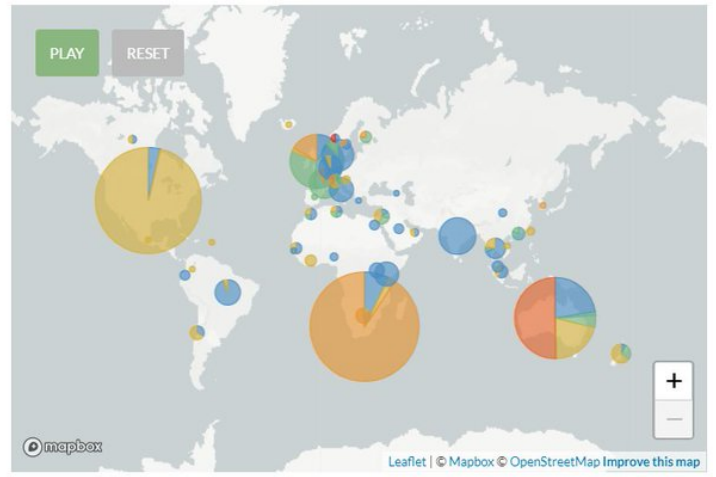 PLAY RESET
+
−
mapbox
Leaflet | © Mapbox © OpenStreetMap Improve this map